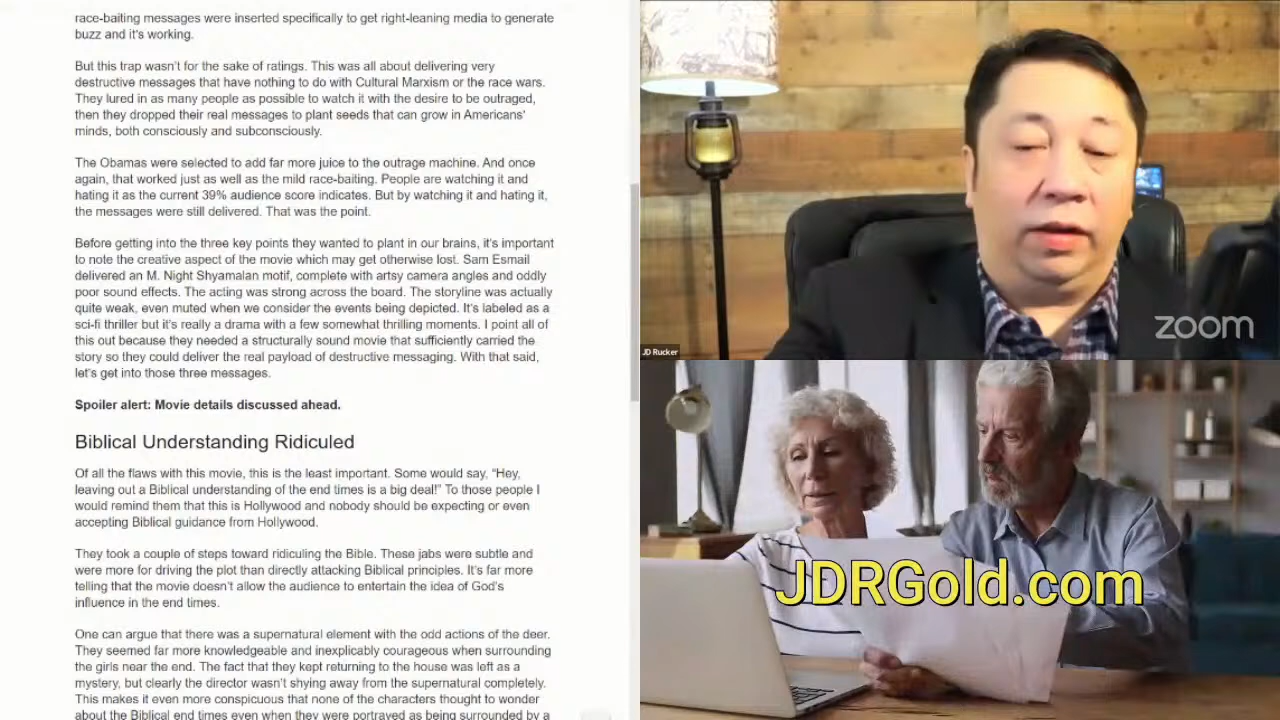 race-baiting messages were inserted specifically to get right-leaning media to generate
buzz and it's working.
But this trap wasn't for the sake of ratings. This was all about delivering very
destructive messages that have nothing to do with Cultural Marxism or the race wars.
They lured in as many people as possible to watch it with the desire to be outraged,
then they dropped their real messages to plant seeds that can grow in Americans'
minds, both consciously and subconsciously.
The Obamas were selected to add far more juice to the outrage machine. And once
again, that worked just as well as the mild race-baiting. People are watching it and
hating it as the current 39% audience score indicates. But by watching it and hating it,
the messages were still delivered. That was the point.
Before getting into the three key points they wanted to plant in our brains, it's important
to note the creative aspect of the movie which may get otherwise lost. Sam Esmail
delivered an M. Night Shyamalan motif, complete with artsy camera angles and oddly
poor sound effects. The acting was strong across the board. The storyline was actually
quite weak, even muted when we consider the events being depicted. It's labeled as a
sci-fi thriller but it's really a drama with a few somewhat thrilling moments. I point all of
this out because they needed a structurally sound movie that sufficiently carried the
story so they could deliver the real payload of destructive messaging. With that said,
let's get into those three messages.
Spoiler alert: Movie details discussed ahead.
Biblical Understanding Ridiculed
Of all the flaws with this movie, this is the least important. Some would say, "Hey,
leaving out a Biblical understanding of the end times is a big deal!" To those people I
would remind them that this is Hollywood and nobody should be expecting or even
accepting Biblical guidance from Hollywood.
They took a couple of steps toward ridiculing the Bible. These jabs were subtle and
were more for driving the plot than directly attacking Biblical principles. It's far more
telling that the movie doesn't allow the audience to entertain the idea of God's
influence in the end times.
One can argue that there was a supernatural element with the odd actions of the deer.
They seemed far more knowledgeable and inexplicably courageous when surrounding
the girls near the end. The fact that they kept returning to the house was left as a
mystery, but clearly the director wasn't shying away from the supernatural completely.
This makes it even more conspicuous that none of the characters thought to wonder
about the Biblical end times even when they were portrayed as being surrounded by a
zoom
JD Rucker
JDRGold.com